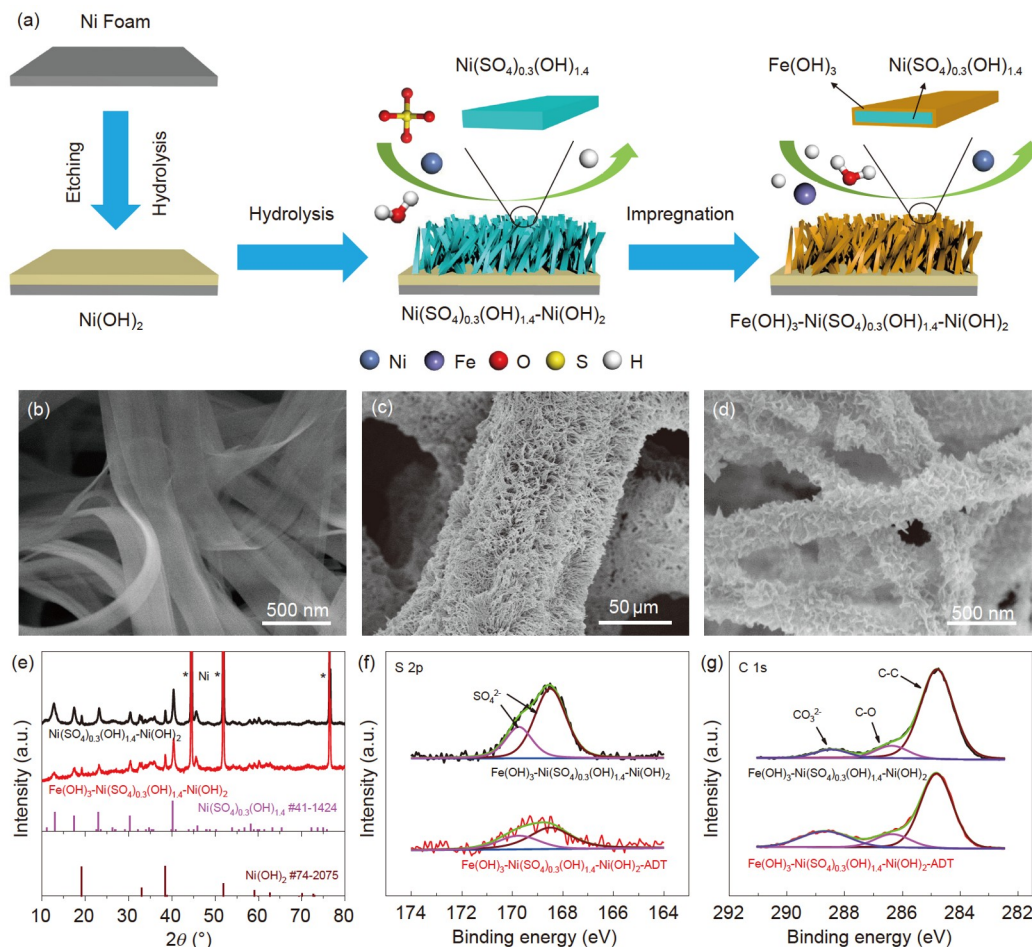 (a)
Ni Foam
Etching
Hydrolysis
Ni(OH)2
Hydrolysis
Ni(SO4)0.3(OH)1.4
Ni(SO4)0.3(OH)1.4-Ni(OH)2
Impregnation
Fe(OH)3
Ni(SO4)0.3(OH)1.4
Fe(OH)3-Ni(SO4)0.3(OH)1.4-Ni(OH)2
H
H
H
H
H
H
H
Ni Fe O S H
(b)
500 nm
(c)
50 μm
(d)
500 nm
(e)
* Ni * *
Ni(SO4)0.3(OH)1.4-Ni(OH)2
Fe(OH)3-Ni(SO4)0.3(OH)1.4-Ni(OH)2
Ni(SO4)0.3(OH)1.4 #41-1424
Ni(OH)2 #74-2075
Intensity (a.u.)
10 20 30 40 50 60 70 80
2θ (°)
(f)
S 2p
SO4 2-
Fe(OH)3-Ni(SO4)0.3(OH)1.4-Ni(OH)2
Fe(OH)3-Ni(SO4)0.3(OH)1.4-Ni(OH)2-ADT
Intensity (a.u.)
174 172 170 168 166 164
Binding energy (eV)
(g)
C 1s
C-C
CO3 2-
C-O
Fe(OH)3-Ni(SO4)0.3(OH)1.4-Ni(OH)2
Fe(OH)3-Ni(SO4)0.3(OH)1.4-Ni(OH)2-ADT
Intensity (a.u.)
292 290 288 286 284 282
Binding energy (eV)